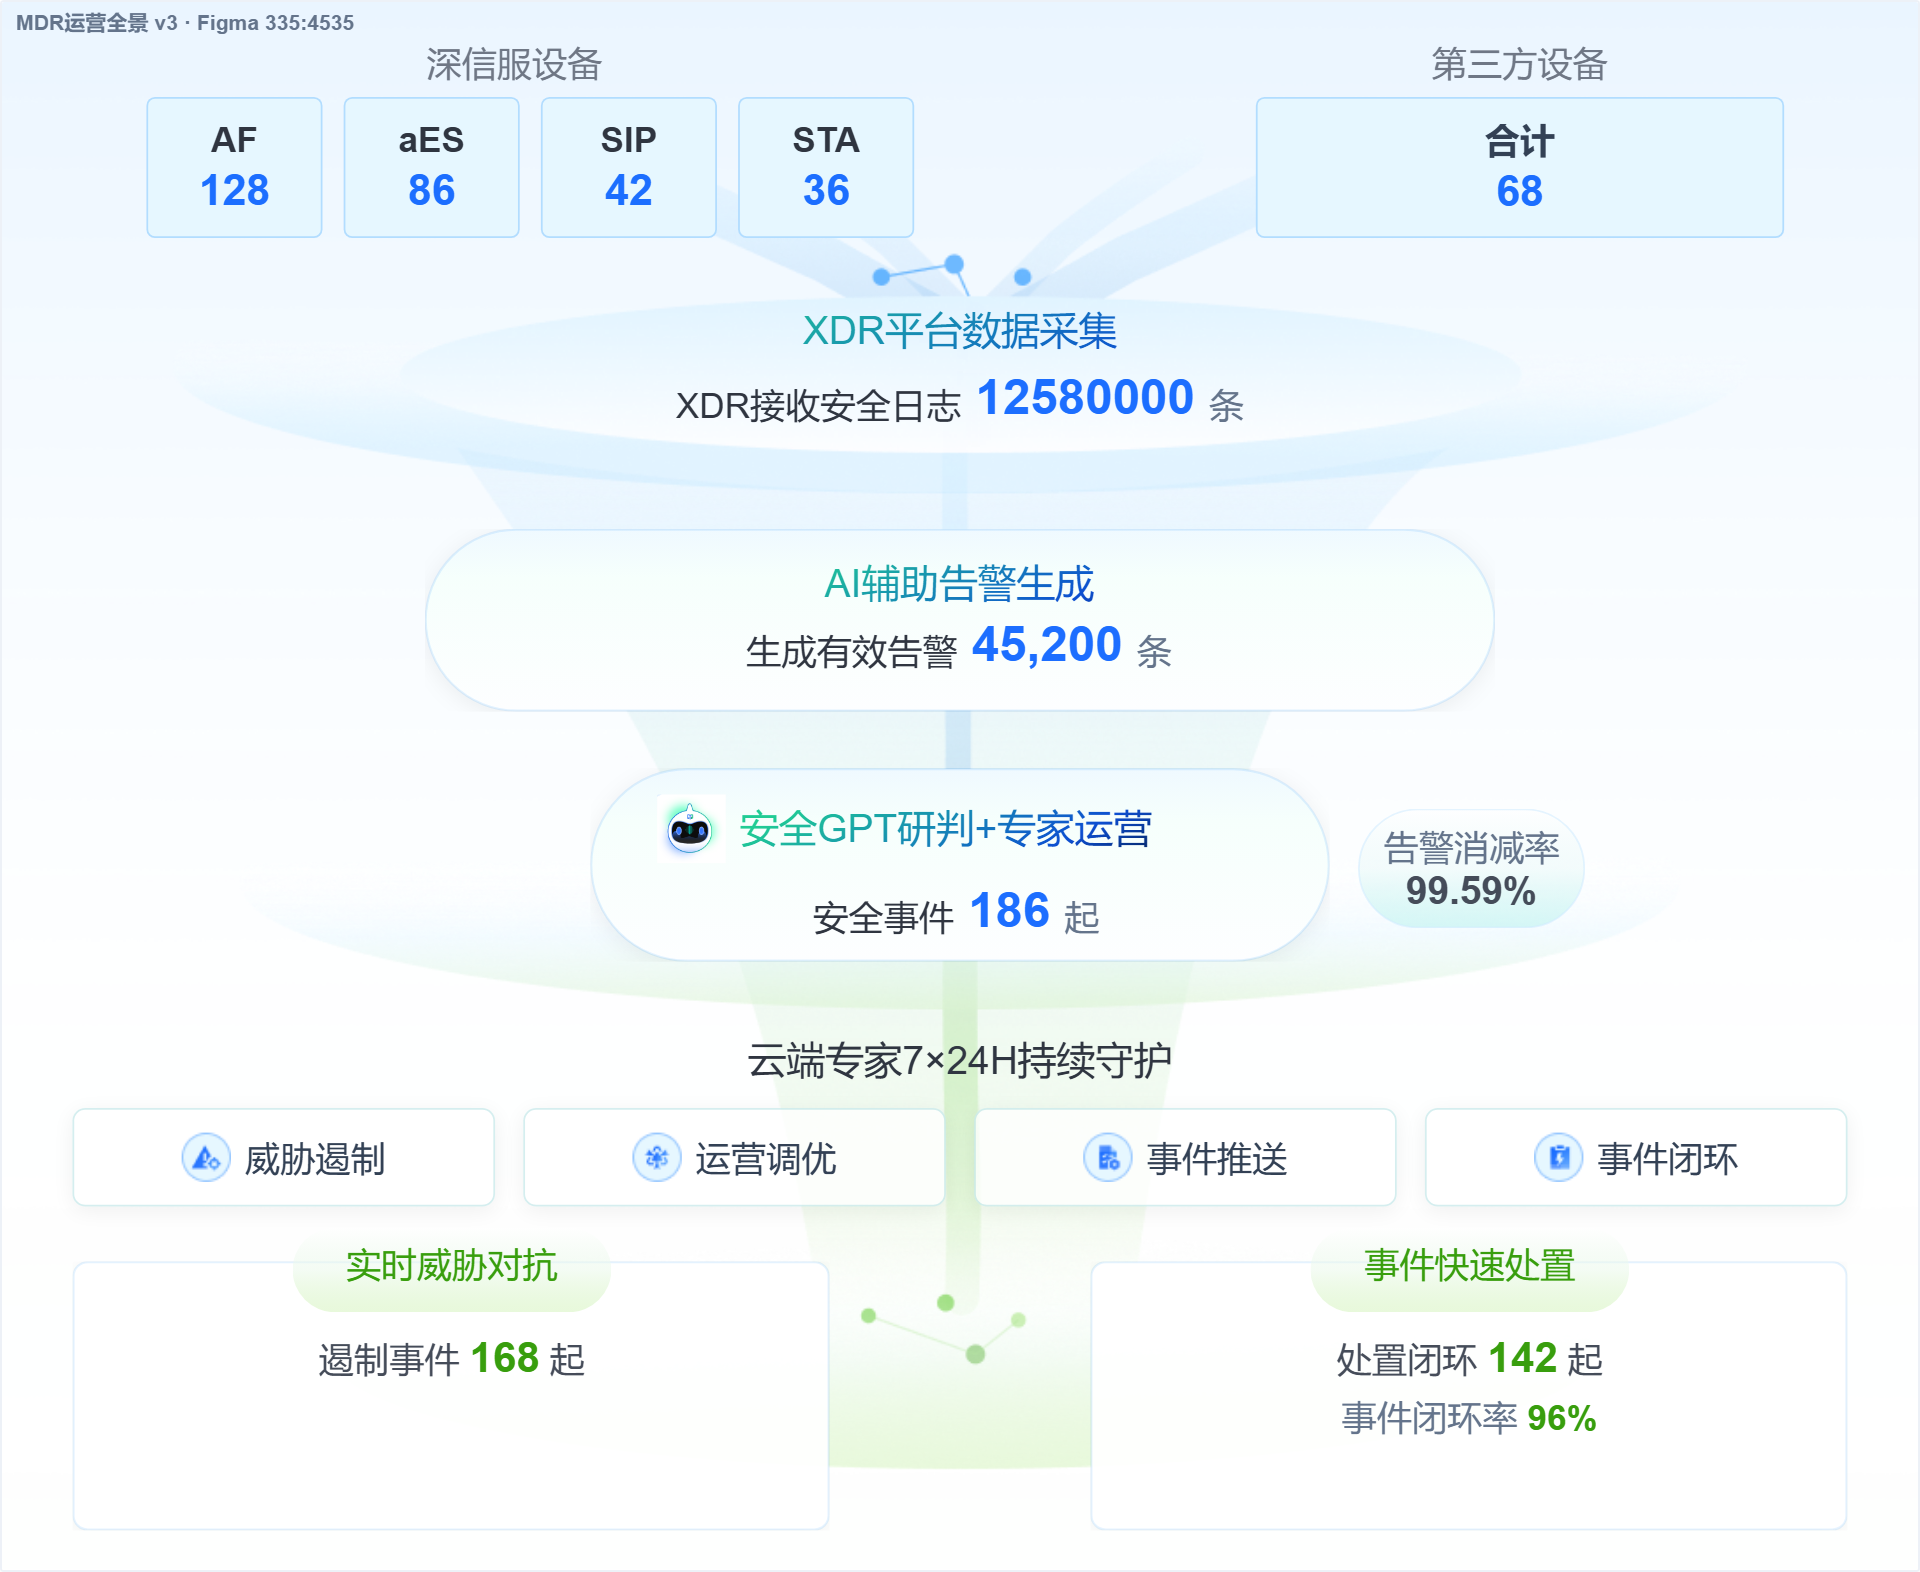 MDR运营全景 v3 · Figma 335:4535
深信服设备
第三方设备
AF
128
aES
86
SIP
42
STA
36
合计
68
XDR平台数据采集
XDR接收安全日志 12580000 条
AI辅助告警生成
生成有效告警 45,200 条
安全GPT研判+专家运营
安全事件 186 起
告警消减率
99.59%
云端专家7×24H持续守护
威胁遏制
运营调优
事件推送
事件闭环
实时威胁对抗
遏制事件 168 起
事件快速处置
处置闭环 142 起
事件闭环率 96%